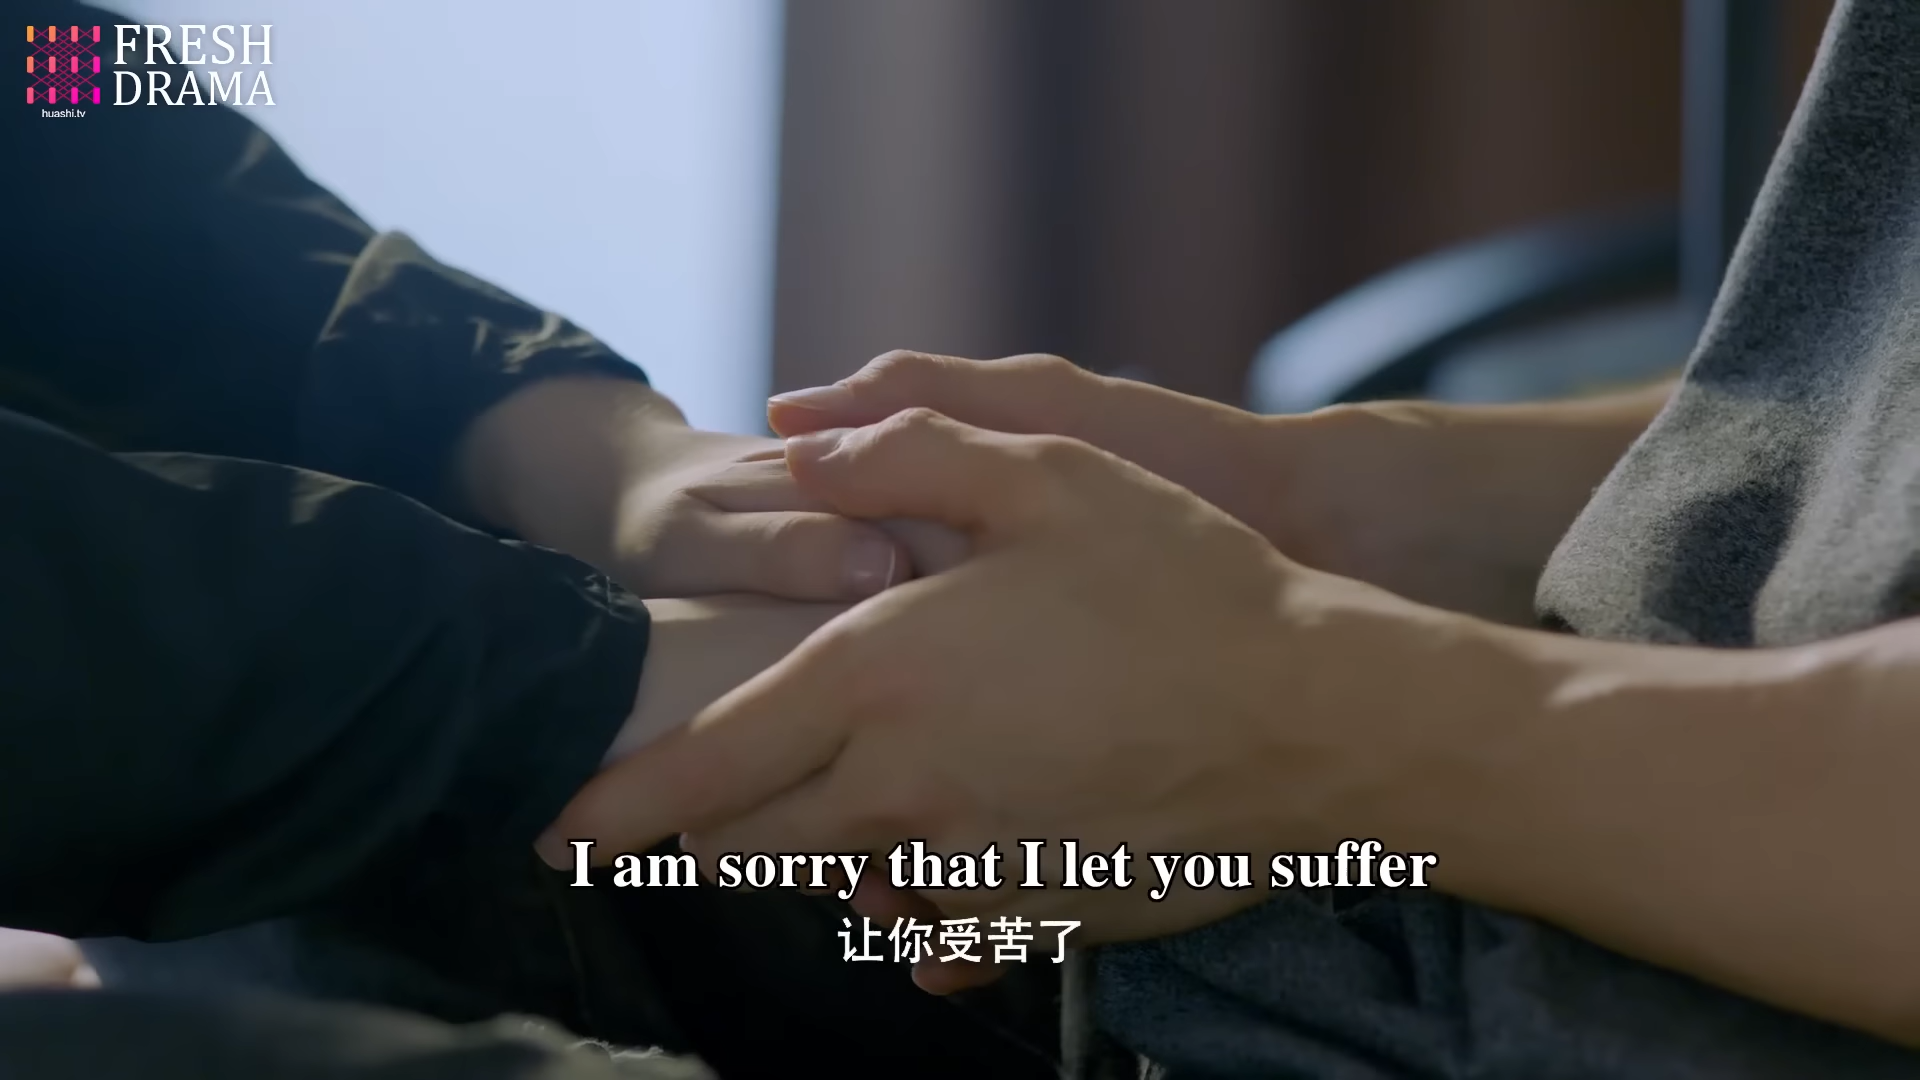 FRESH
DRAMA
huashi.tv
I am sorry that I let you suffer
让你受苦了